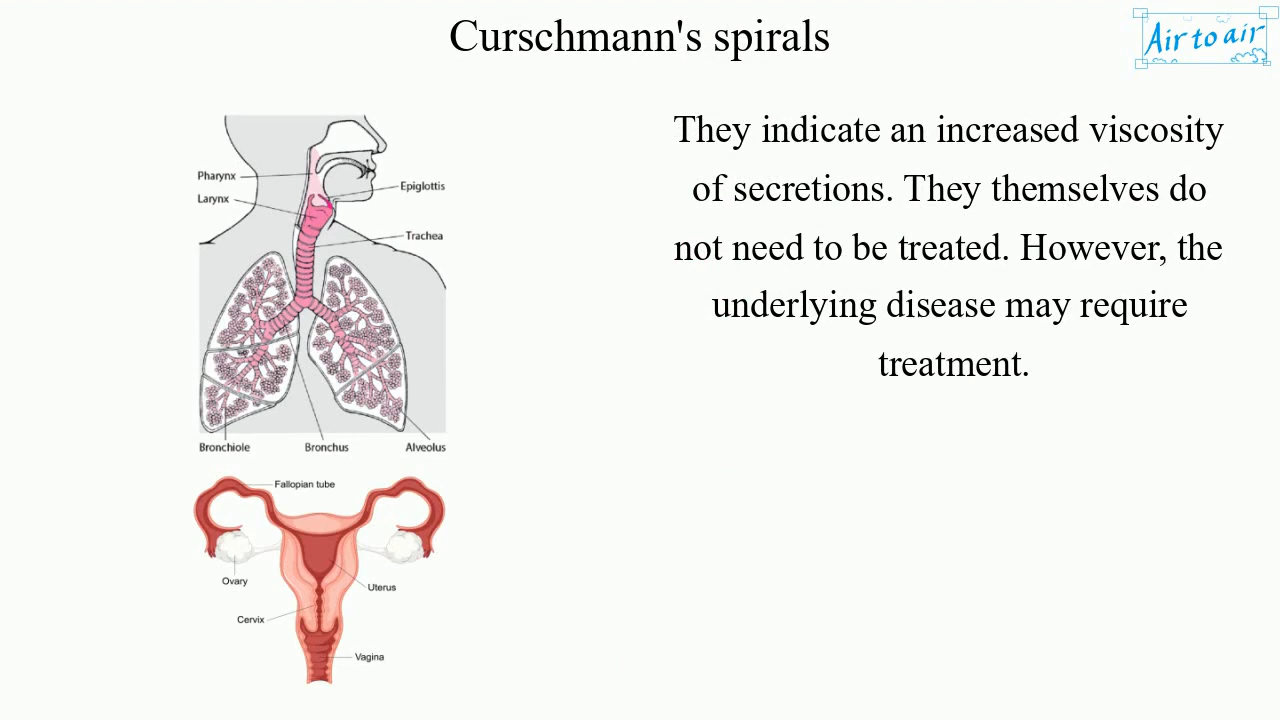 Curschmann's spirals
Air to air
They indicate an increased viscosity
of secretions. They themselves do
not need to be treated. However, the
underlying disease may require
treatment.
Pharynx
Larynx
Epiglottis
Trachea
Bronchiole
Bronchus
Alveolus
Fallopian tube
Ovary
Uterus
Cervix
Vagina